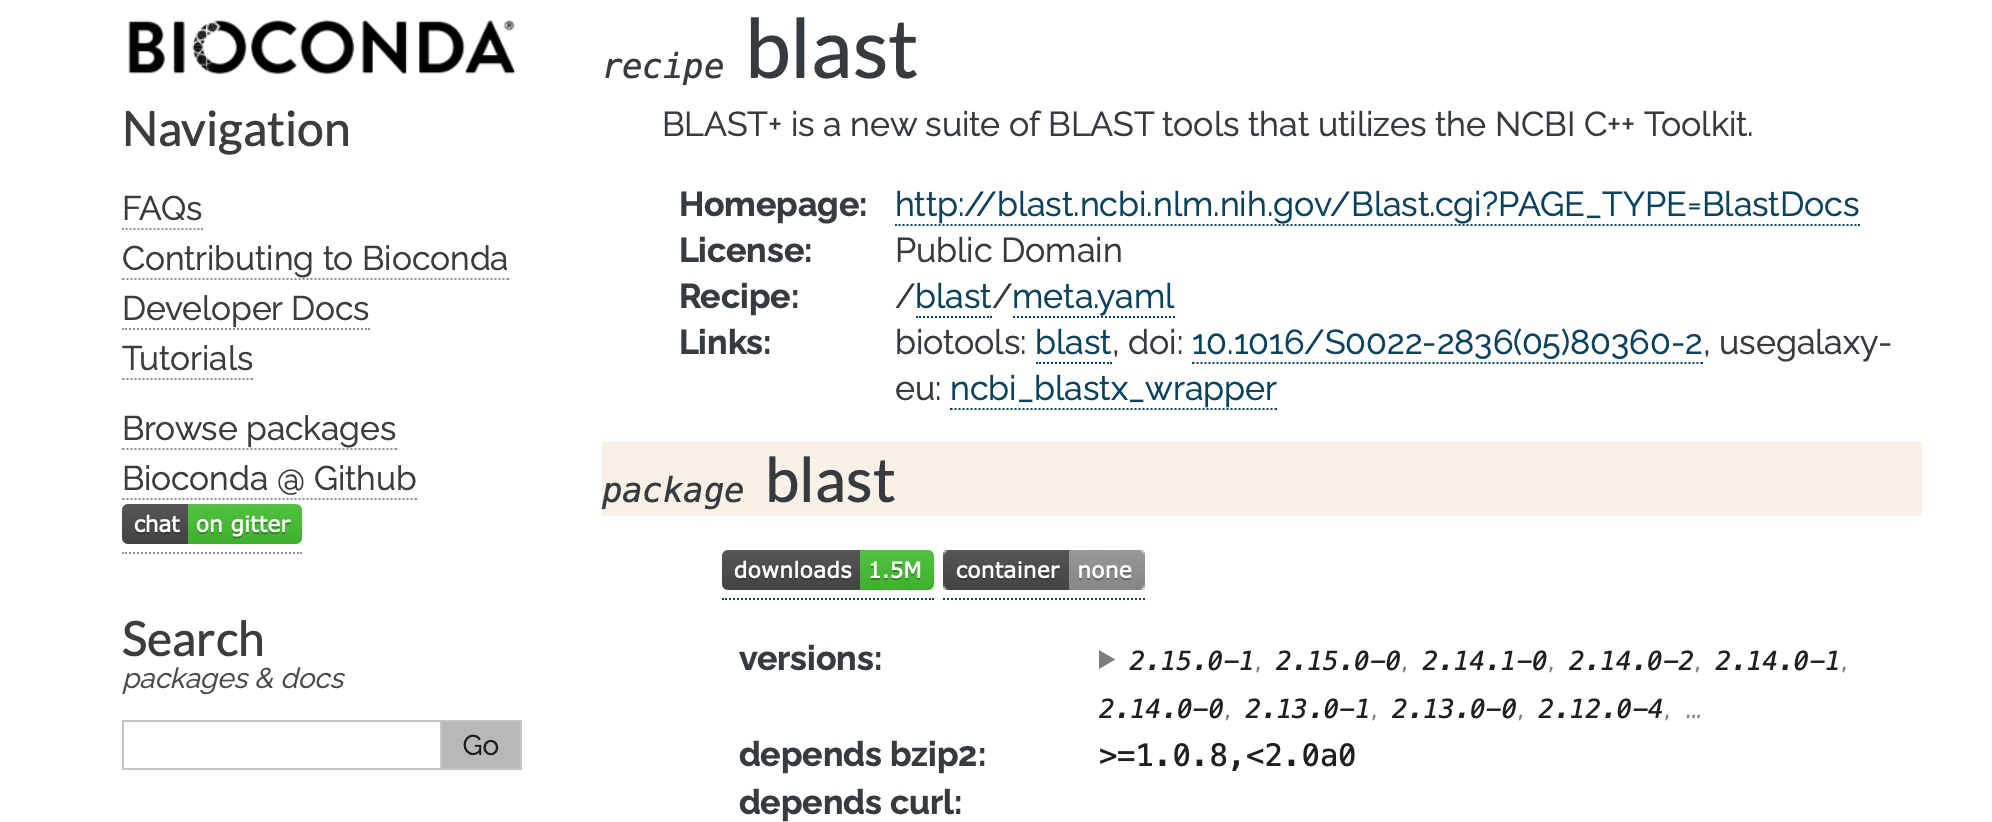 BIOCONDA®
Navigation
FAQs
Contributing to Bioconda
Developer Docs
Tutorials
Browse packages
Bioconda @ Github
chat on gitter
Search
packages & docs
Go
recipe blast
BLAST+ is a new suite of BLAST tools that utilizes the NCBI C++ Toolkit.
Homepage: http://blast.ncbi.nlm.nih.gov/Blast.cgi?PAGE_TYPE=BlastDocs
License: Public Domain
Recipe: /blast/meta.yaml
Links: biotools: blast, doi: 10.1016/S0022-2836(05)80360-2, usegalaxy-
eu: ncbi_blastx_wrapper
package blast
downloads 1.5M container none
versions: ▶ 2.15.0-1, 2.15.0-0, 2.14.1-0, 2.14.0-2, 2.14.0-1,
2.14.0-0, 2.13.0-1, 2.13.0-0, 2.12.0-4, ...
depends bzip2: >=1.0.8,<2.0a0
depends curl: